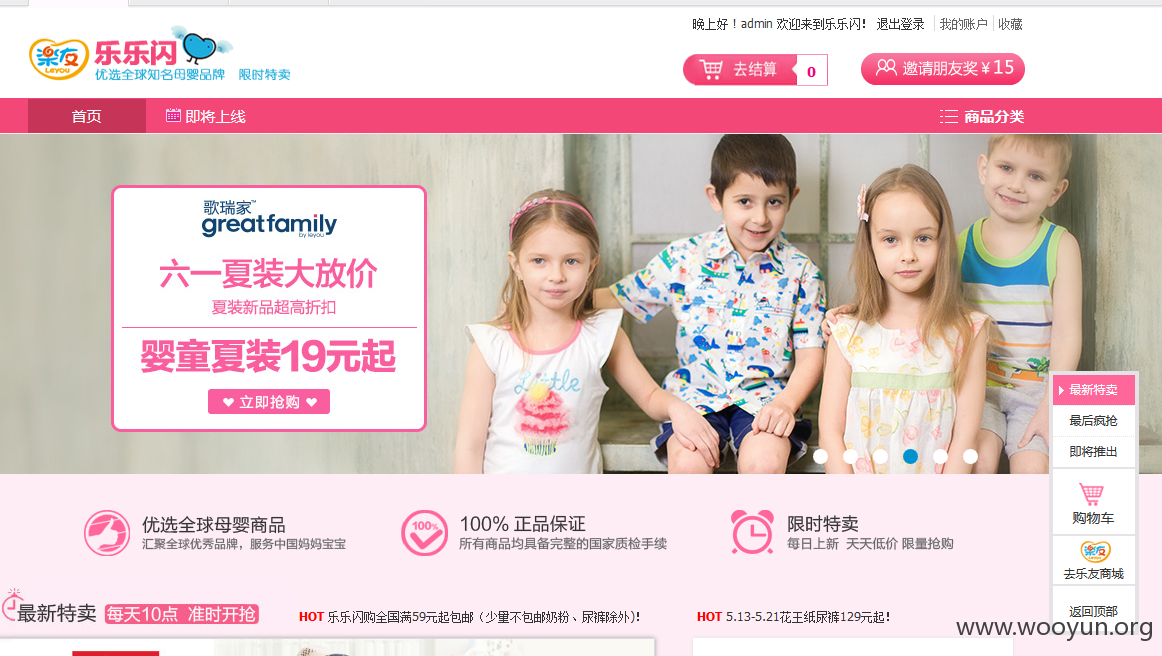 晚上好！admin 欢迎来到乐乐闪！ 退出登录 我的账户 收藏
樂友
LeYOU
乐乐闪
优选全球知名母婴品牌 限时特卖
去结算 0
邀请朋友奖￥15
首页 即将上线 商品分类
歌瑞家™
greatfamily
by leyou
六一夏装大放价
夏装新品超高折扣
婴童夏装19元起
❤ 立即抢购 ❤
Little
最新特卖
最后疯抢
即将推出
购物车
樂友
去乐友商城
返回顶部
优选全球母婴商品
汇聚全球优秀品牌，服务中国妈妈宝宝
100%
100% 正品保证
所有商品均具备完整的国家质检手续
限时特卖
每日上新 天天低价 限量抢购
最新特卖 每天10点 准时开抢
HOT 乐乐闪购全国满59元起包邮（少量不包邮奶粉、尿裤除外)！
HOT 5.13-5.21花王纸尿裤129元起！
www.wooyun.org